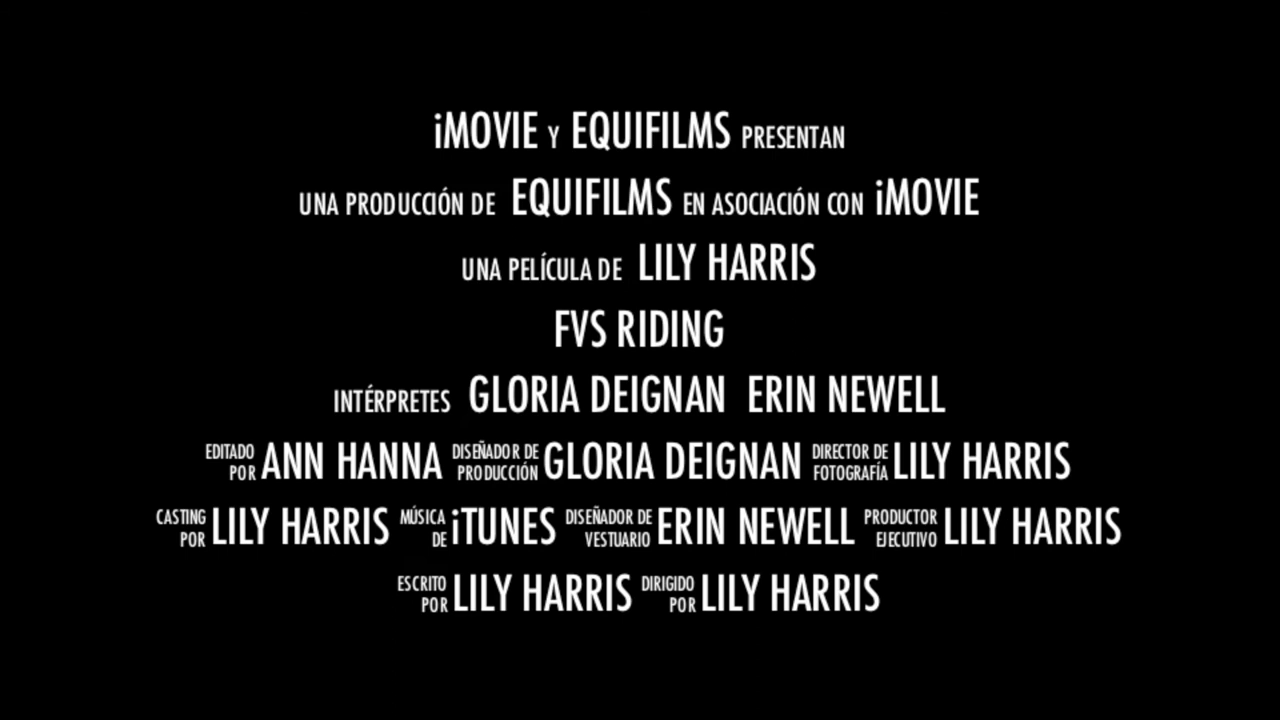 iMOVIE Y EQUIFILMS PRESENTAN
UNA PRODUCCIÓN DE EQUIFILMS EN ASOCIACIÓN CON iMOVIE
UNA PELÍCULA DE LILY HARRIS
FVS RIDING
INTÉRPRETES GLORIA DEIGNAN ERIN NEWELL
EDITADO POR ANN HANNA DISEÑADOR DE PRODUCCIÓN GLORIA DEIGNAN DIRECTOR DE FOTOGRAFÍA LILY HARRIS
CASTING POR LILY HARRIS MÚSICA DE iTUNES DISEÑADOR DE VESTUARIO ERIN NEWELL PRODUCTOR EJECUTIVO LILY HARRIS
ESCRITO POR LILY HARRIS DIRIGIDO POR LILY HARRIS